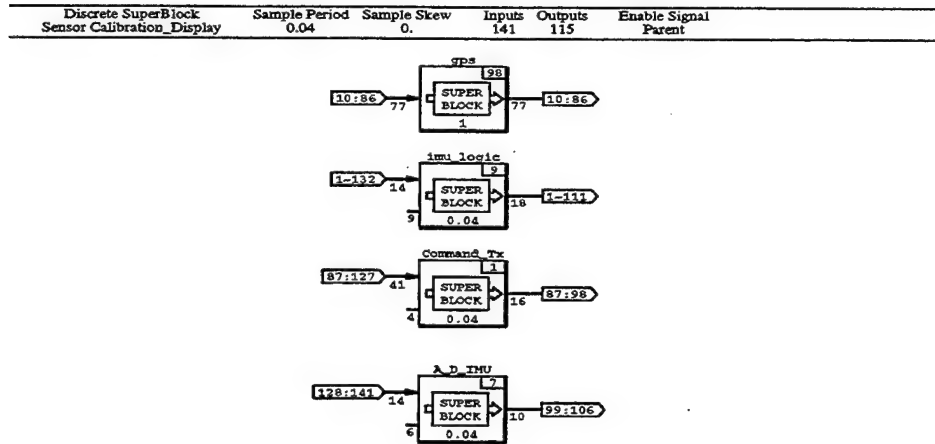 Discrete SuperBlock Sample Period Sample Skew Inputs Outputs Enable Signal
Sensor Calibration_Display 0.04 0. 141 115 Parent
gps
98
10:86 77 SUPER BLOCK 77 10:86
1
imu_logic
9
1-132 14 SUPER BLOCK 18 1-111
9 0.04
Command_Tx
1
87:127 41 SUPER BLOCK 16 87:98
4 0.04
A_D_IMU
7
128:141 14 SUPER BLOCK 10 99:106
6 0.04